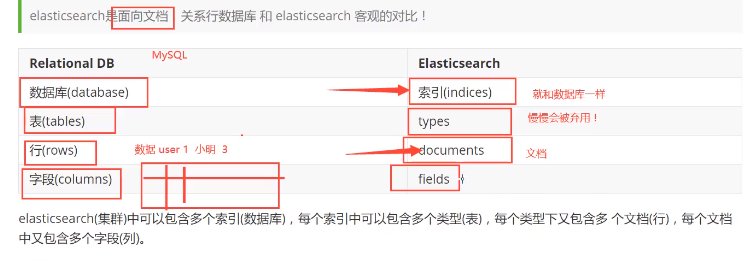 elasticsearch是面向文档 关系行数据库 和 elasticsearch 客观的对比！
MySQL
Relational DB Elasticsearch
数据库(database) 索引(indices) 就和数据库一样
表(tables) types 慢慢会被弃用！
行(rows) 数据 user 1 小明 3 documents 文档
字段(columns) fields
elasticsearch(集群)中可以包含多个索引(数据库)，每个索引中可以包含多个类型(表)，每个类型下又包含多 个文档(行)，每个文档
中又包含多个字段(列)。